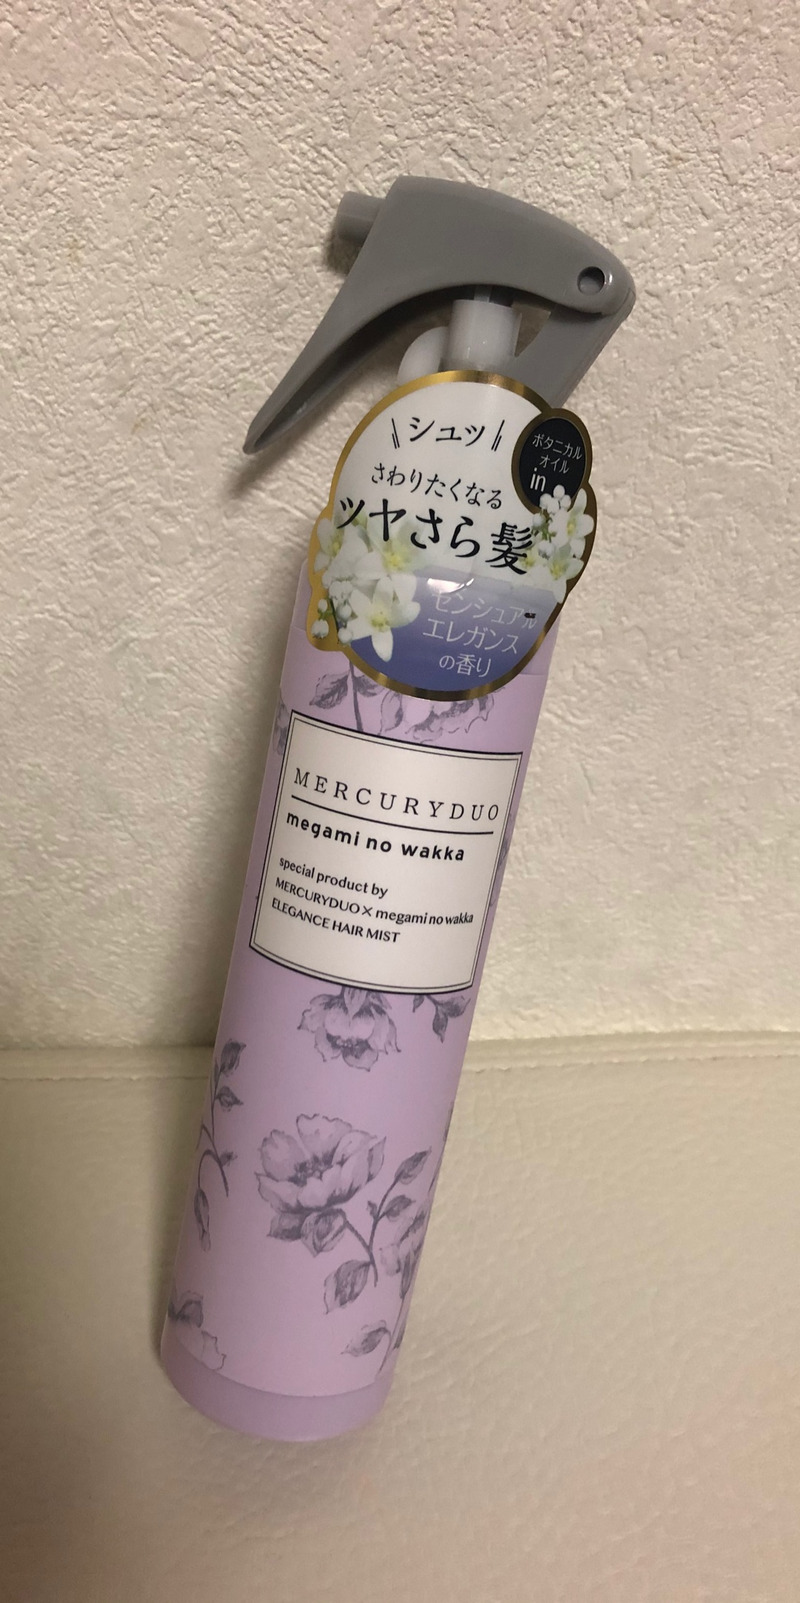 \シュッ/
さわりたくなる
ツヤさら髪
ボタニカル
オイル
in
センシュアル
エレガンス
の香り
MERCURYDUO
megami no wakka
special product by
MERCURYDUO×megami no wakka
ELEGANCE HAIR MIST